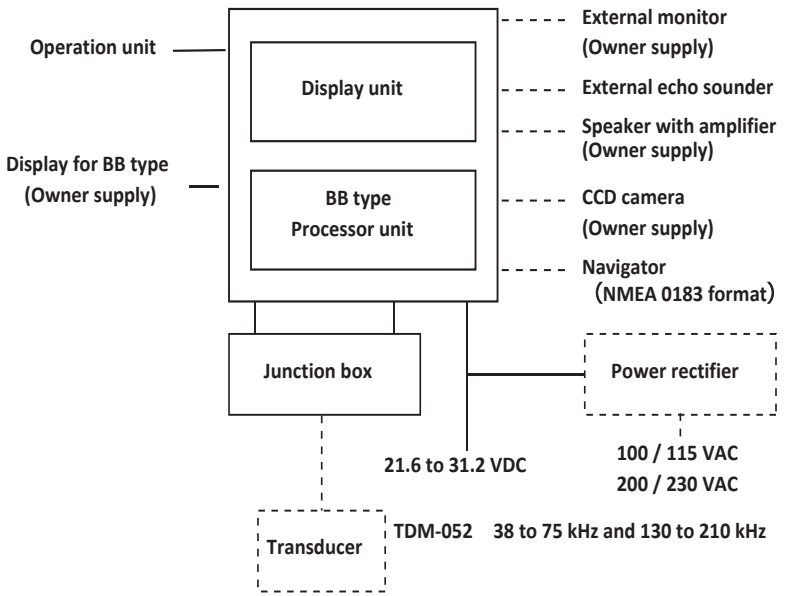 Operation unit
Display for BB type
(Owner supply)
Display unit
BB type
Processor unit
External monitor
(Owner supply)
External echo sounder
Speaker with amplifier
(Owner supply)
CCD camera
(Owner supply)
Navigator
（NMEA 0183 format）
Junction box
Power rectifier
21.6 to 31.2 VDC
100 / 115 VAC
200 / 230 VAC
Transducer
TDM-052 38 to 75 kHz and 130 to 210 kHz